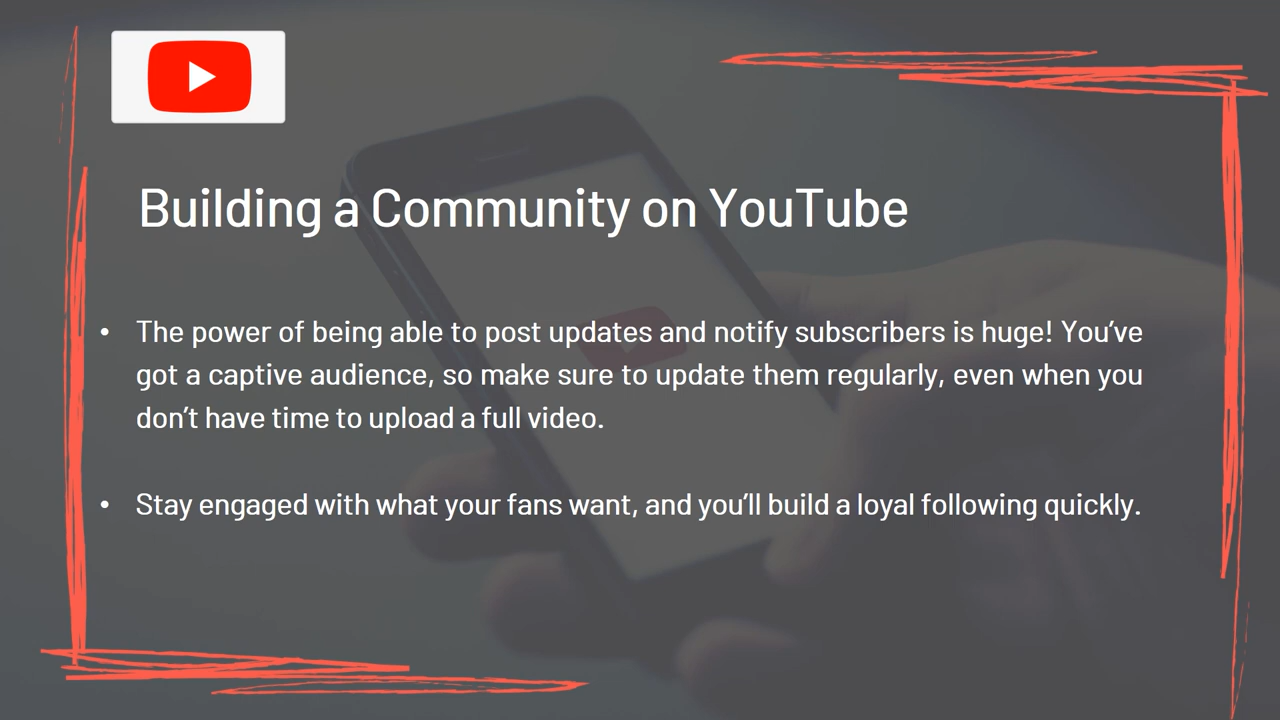 Building a Community on YouTube
• The power of being able to post updates and notify subscribers is huge! You’ve
got a captive audience, so make sure to update them regularly, even when you
don’t have time to upload a full video.
• Stay engaged with what your fans want, and you’ll build a loyal following quickly.